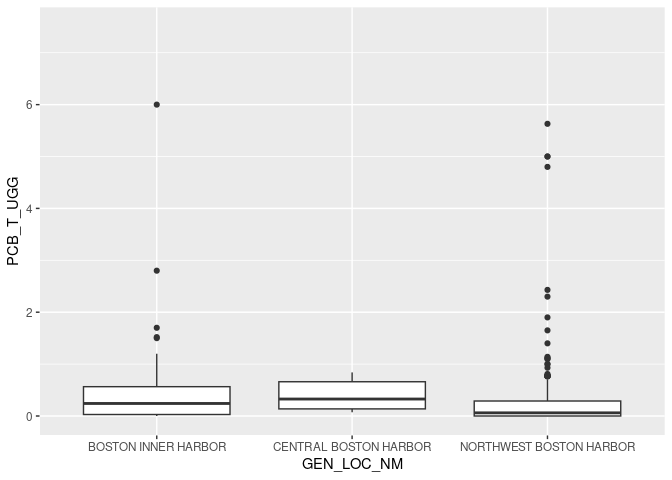 PCB_T_UGG
6
4
2
0
BOSTON INNER HARBOR
CENTRAL BOSTON HARBOR
NORTHWEST BOSTON HARBOR
GEN_LOC_NM